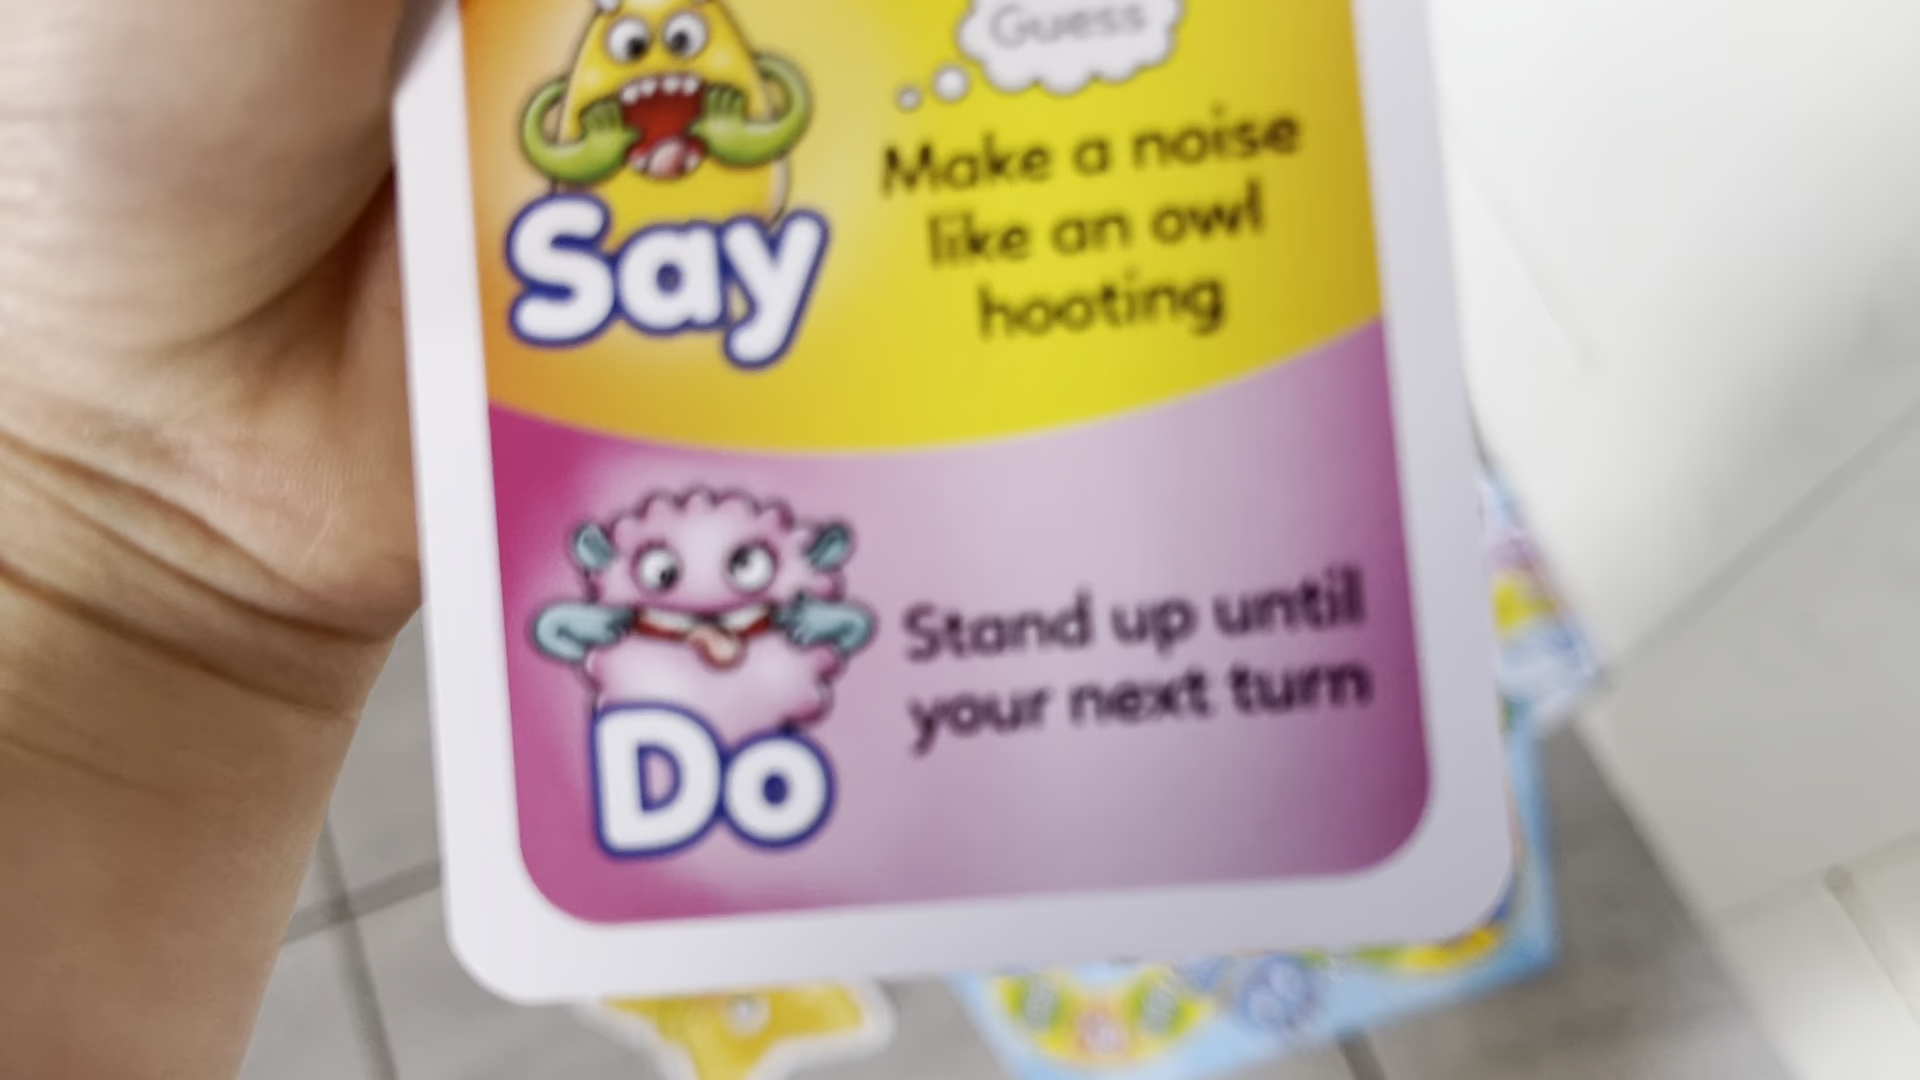 Guess
Make a noise
like an owl
hooting
Say
Stand up until
your next turn
Do